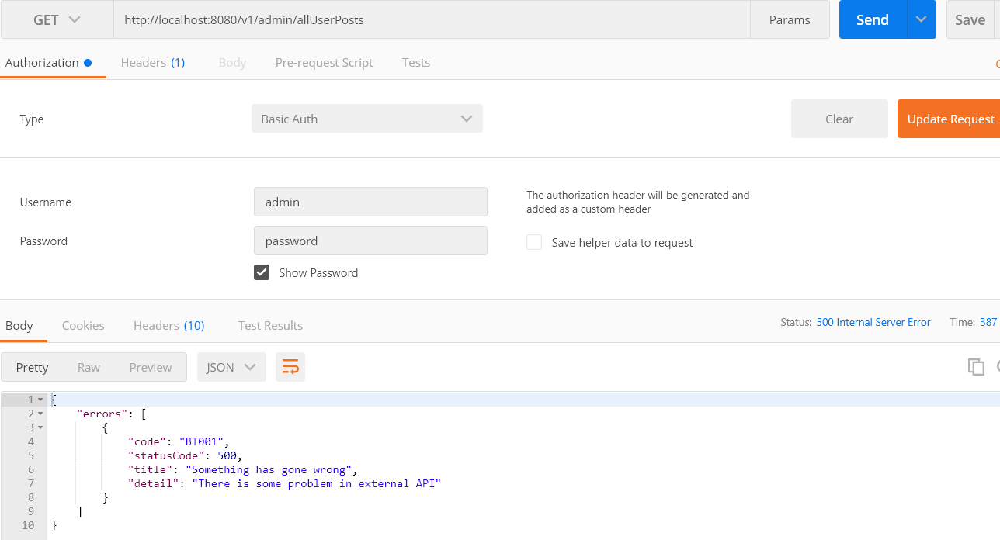 GET http://localhost:8080/v1/admin/allUserPosts Params Send Save
Authorization Headers (1) Body Pre-request Script Tests
Type Basic Auth Clear Update Request
Username admin The authorization header will be generated and
added as a custom header
Password password Save helper data to request
Show Password
Body Cookies Headers (10) Test Results Status: 500 Internal Server Error Time: 387
Pretty Raw Preview JSON
1 {
2 "errors": [
3 {
4 "code": "BT001",
5 "statusCode": 500,
6 "title": "Something has gone wrong",
7 "detail": "There is some problem in external API"
8 }
9 ]
10 }